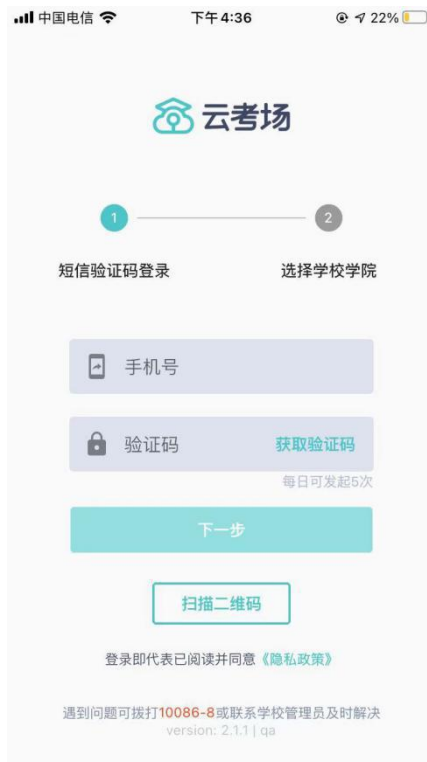 中国电信 下午4:36 22%
云考场
1 2
短信验证码登录 选择学校学院
手机号
验证码 获取验证码
每日可发起5次
下一步
扫描二维码
登录即代表已阅读并同意《隐私政策》
遇到问题可拨打10086-8或联系学校管理员及时解决
version: 2.1.1 | qa